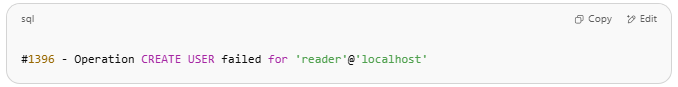 sql
Copy
Edit
#1396 - Operation CREATE USER failed for 'reader'@'localhost'